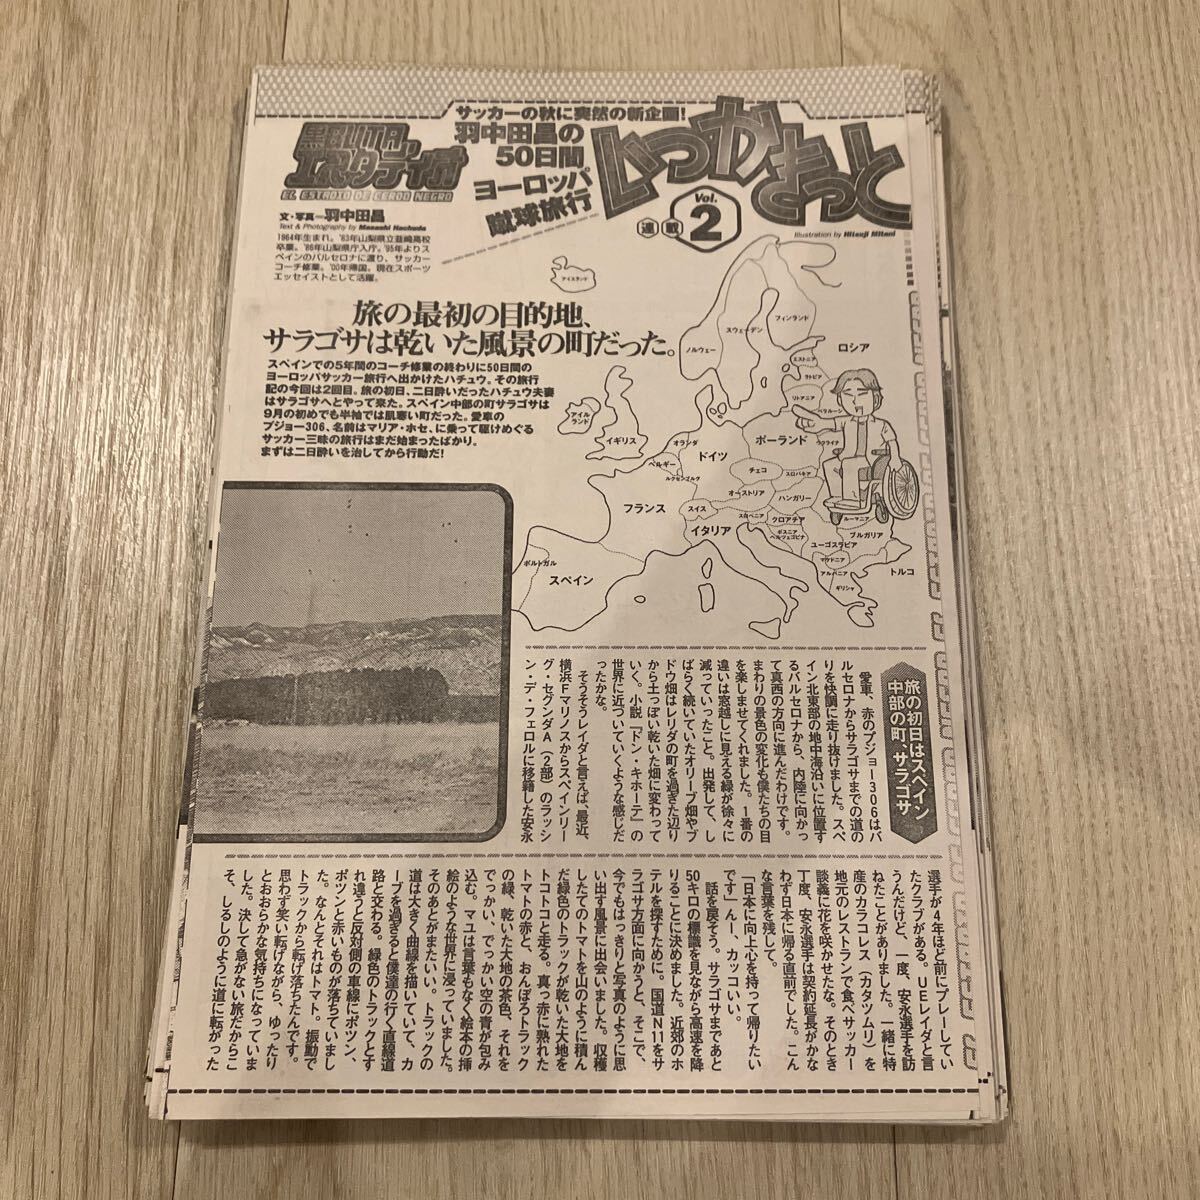 サッカーの秋に突然の新企画!
羽中田昌の
50日間
ヨーロッパ
蹴球旅行
いつかきっと
連載
Vol.
2
Illustration by Hitsuji Mitani
黒BUTA
エスタディオ
EL ESTADIO DE CERDO NEGRO
文・写真=羽中田昌
Text & Photography by Masashi Hachuda
1964年生まれ。'83年山梨県立韮崎高校
卒業。'86年山梨県庁入庁。'95年よりス
ペインのバルセロナに渡り、サッカー
コーチ修業。'00年帰国。現在スポーツ
エッセイストとして活躍。
旅の最初の目的地、
サラゴサは乾いた風景の町だった。
スペインでの5年間のコーチ修業の終わりに50日間の
ヨーロッパサッカー旅行へ出かけたハチュウ。その旅行
記の今回は2回目。旅の初日、二日酔いだったハチュウ夫妻
はサラゴサへとやって来た。スペイン中部の町サラゴサは
9月の初めでも半袖では肌寒い町だった。愛車の
プジョー306、名前はマリア・ホセ、に乗って駆けめぐる
サッカー三昧の旅行はまだ始まったばかり。
まずは二日酔いを治してから行動だ!
アイスランド
スウェーデン
フィンランド
ノルウェー
ロシア
エストニア
ラトビア
リトアニア
ベラルーシ
アイルランド
イギリス
オランダ
ベルギー
ルクセンブルク
ドイツ
ポーランド
ウクライナ
チェコ
スロバキア
オーストリア
ハンガリー
フランス
スイス
スロベニア
クロアチア
ルーマニア
イタリア
ボスニア
ヘルツェゴビナ
ユーゴスラビア
ブルガリア
マケドニア
アルバニア
ギリシャ
トルコ
ポルトガル
スペイン
旅の初日はスペイン
中部の町、サラゴサ
愛車、赤のプジョー306はバ
ルセロナからサラゴサまでの道の
りを快調に走り抜けました。スペ
イン北東部の地中海沿いに位置す
るバルセロナから、内陸に向かっ
て真西の方向に進んだわけです。
まわりの景色の変化も僕たちの目
を楽しませてくれました。1番の
違いは窓越しに見える緑が徐々に
減っていったこと。出発して、し
ばらく続いていたオリーブ畑やブ
ドウ畑はレリダの町を過ぎた辺り
から土っぽい乾いた畑に変わって
いく。小説『ドン・キホーテ』の
世界に近づいていくような感じだ
ったかな。
そうそうレイダと言えば、最近、
横浜Fマリノスからスペインリー
グ・セグンダA(2部)のラッシ
ン・デ・フェロルに移籍した安永
選手が4年ほど前にプレーしてい
たクラブがある。UEレイダと言
うんだけど、一度、安永選手を訪
ねたことがありました。一緒に特
産のカラコレス(カタツムリ)を
地元のレストランで食べサッカー
談義に花を咲かせたな。そのとき
丁度、安永選手は契約延長がかな
わず日本に帰る直前でした。こん
な言葉を残して。
「日本に向上心を持って帰りたい
です」んー、カッコいい。
話を戻そう。サラゴサまであと
50キロの標識を見ながら高速を降
りることに決めました。近郊のホ
テルを探すために。国道N11をサ
ラゴサ方面に向かうと、そこで、
今でもはっきりと写真のように思
い出す風景に出会いました。収穫
したてのトマトを山のように積ん
だ緑色のトラックが乾いた大地を
トコトコと走る。真っ赤に熟れた
トマトの赤と、おんぼろトラック
の緑、乾いた大地の茶色、それを
でっかい、でっかい空の青が包み
込む。マユは言葉もなく絵本の挿
絵のような世界に浸っていました。
そのあとがまたいい。トラックの
道は大きく曲線を描いていて、カ
ーブを過ぎると僕達の行く直線道
路と交わる。緑色のトラックとす
れ違うと反対側の車線にポツン、
ポツンと赤いものが落ちていまし
た。なんとそれはトマト。振動で
トラックから転げ落ちたんです。
思わず笑い転げながら、ゆったり
とおおらかな気持ちになっていま
した。決して急がない旅だからこ
そ、しるしのように道に転がった